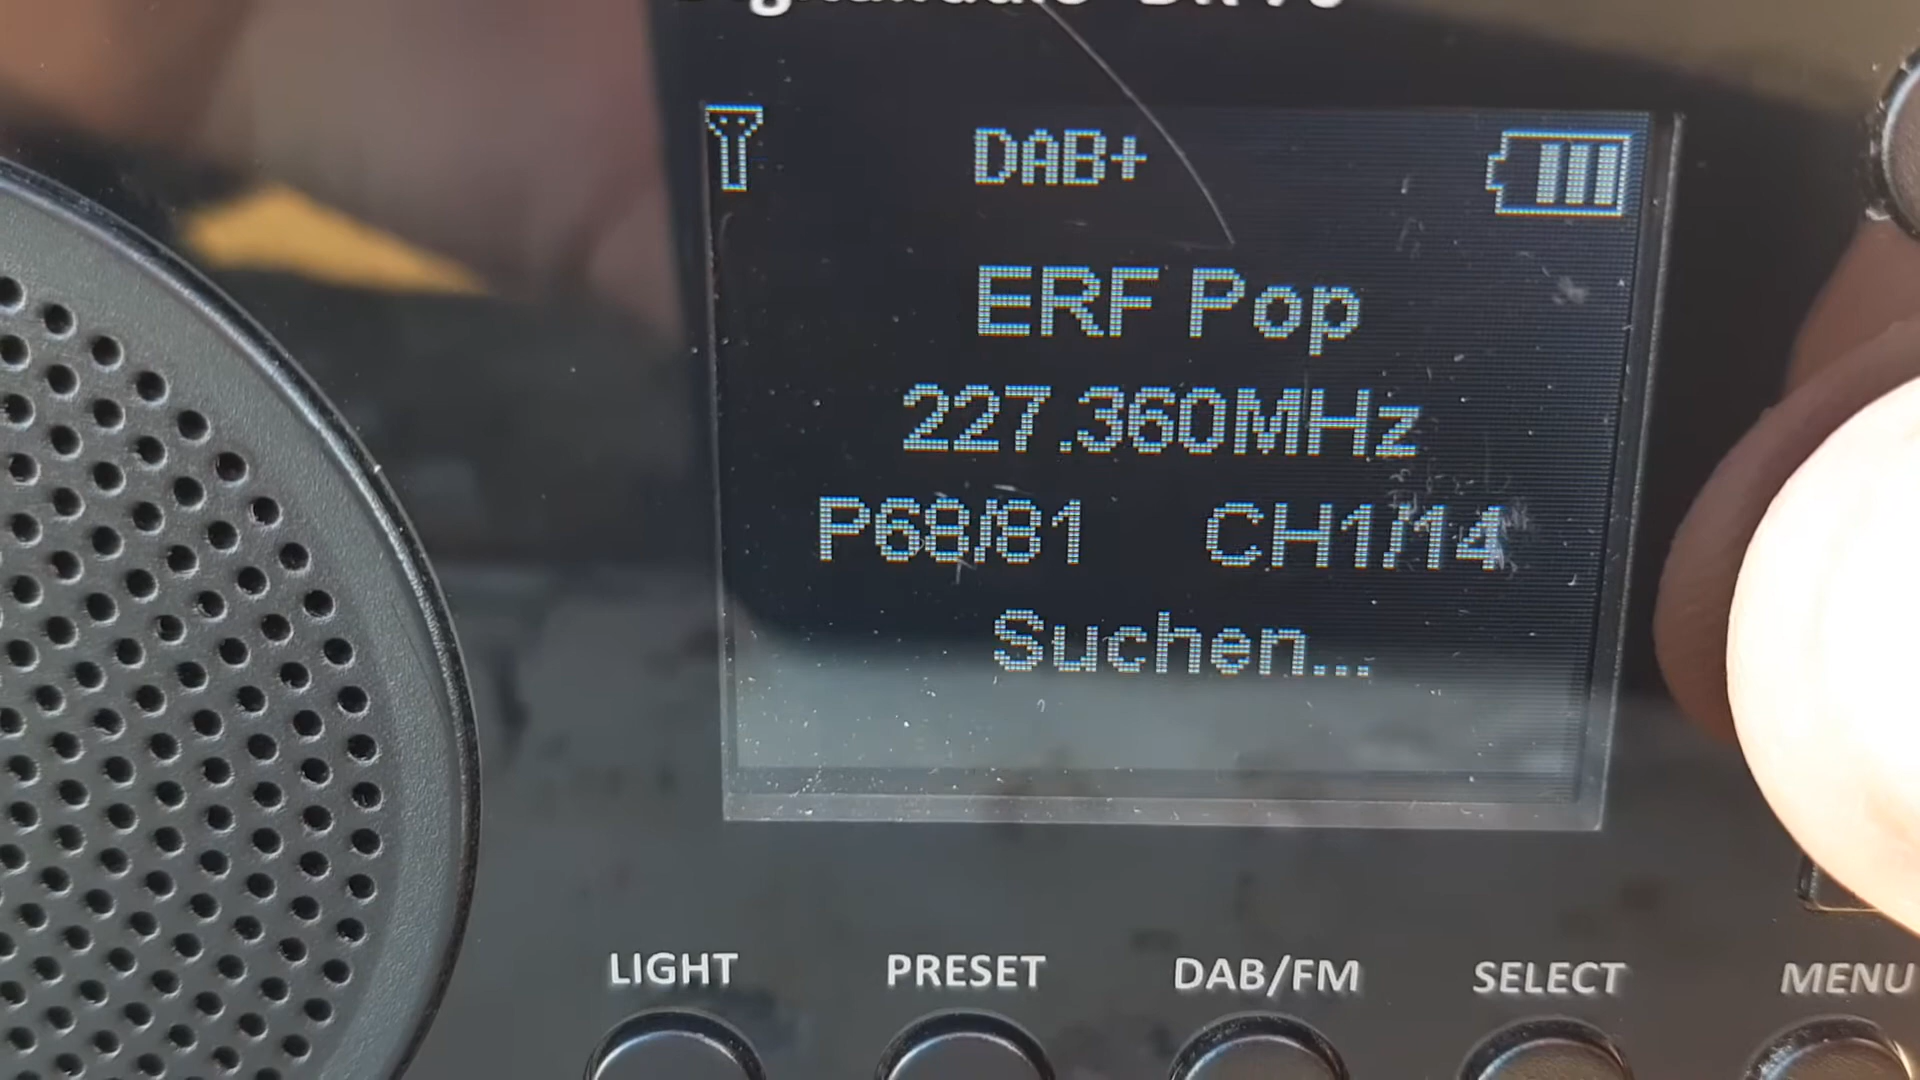 DAB+
ERF Pop
227.360MHz
P68/81 CH1/14
Suchen...
LIGHT PRESET DAB/FM SELECT MENU